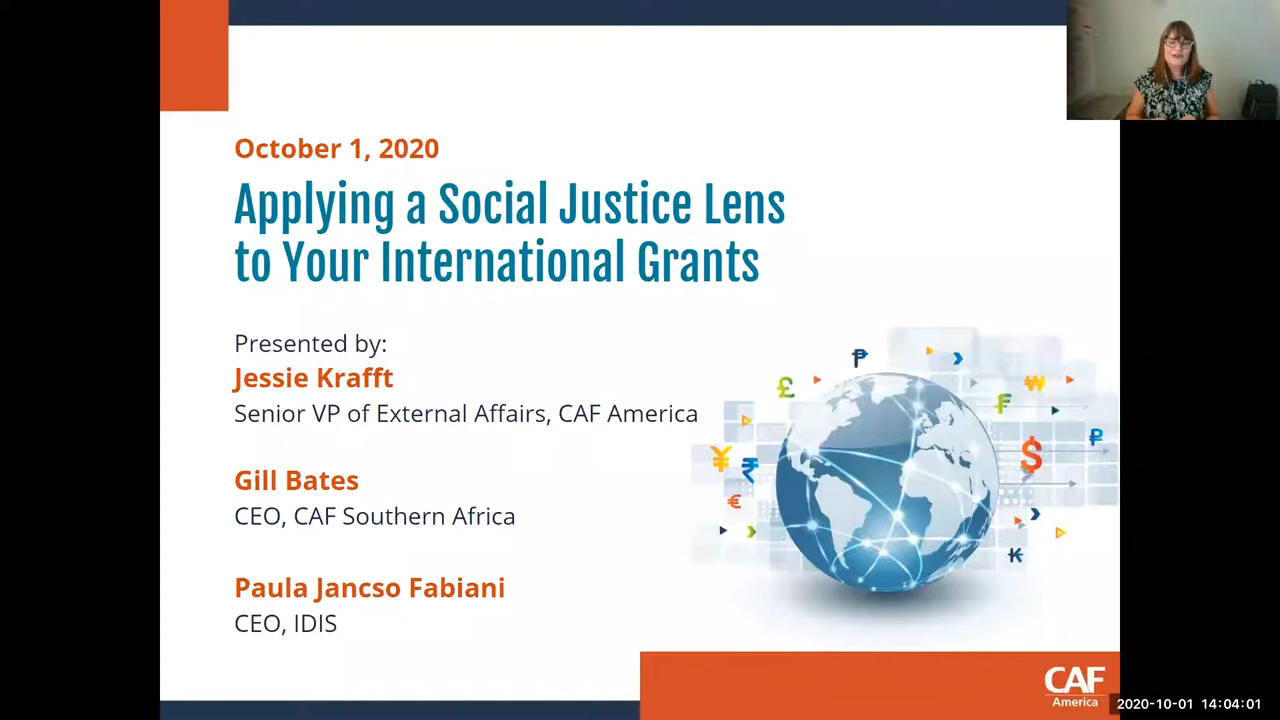 October 1, 2020
Applying a Social Justice Lens
to Your International Grants
Presented by:
Jessie Krafft
Senior VP of External Affairs, CAF America
Gill Bates
CEO, CAF Southern Africa
Paula Jancso Fabiani
CEO, IDIS
₱
£
₩
₣
₽
¥
₹
$
€
₭
CAF
America
2020-10-01 14:04:01